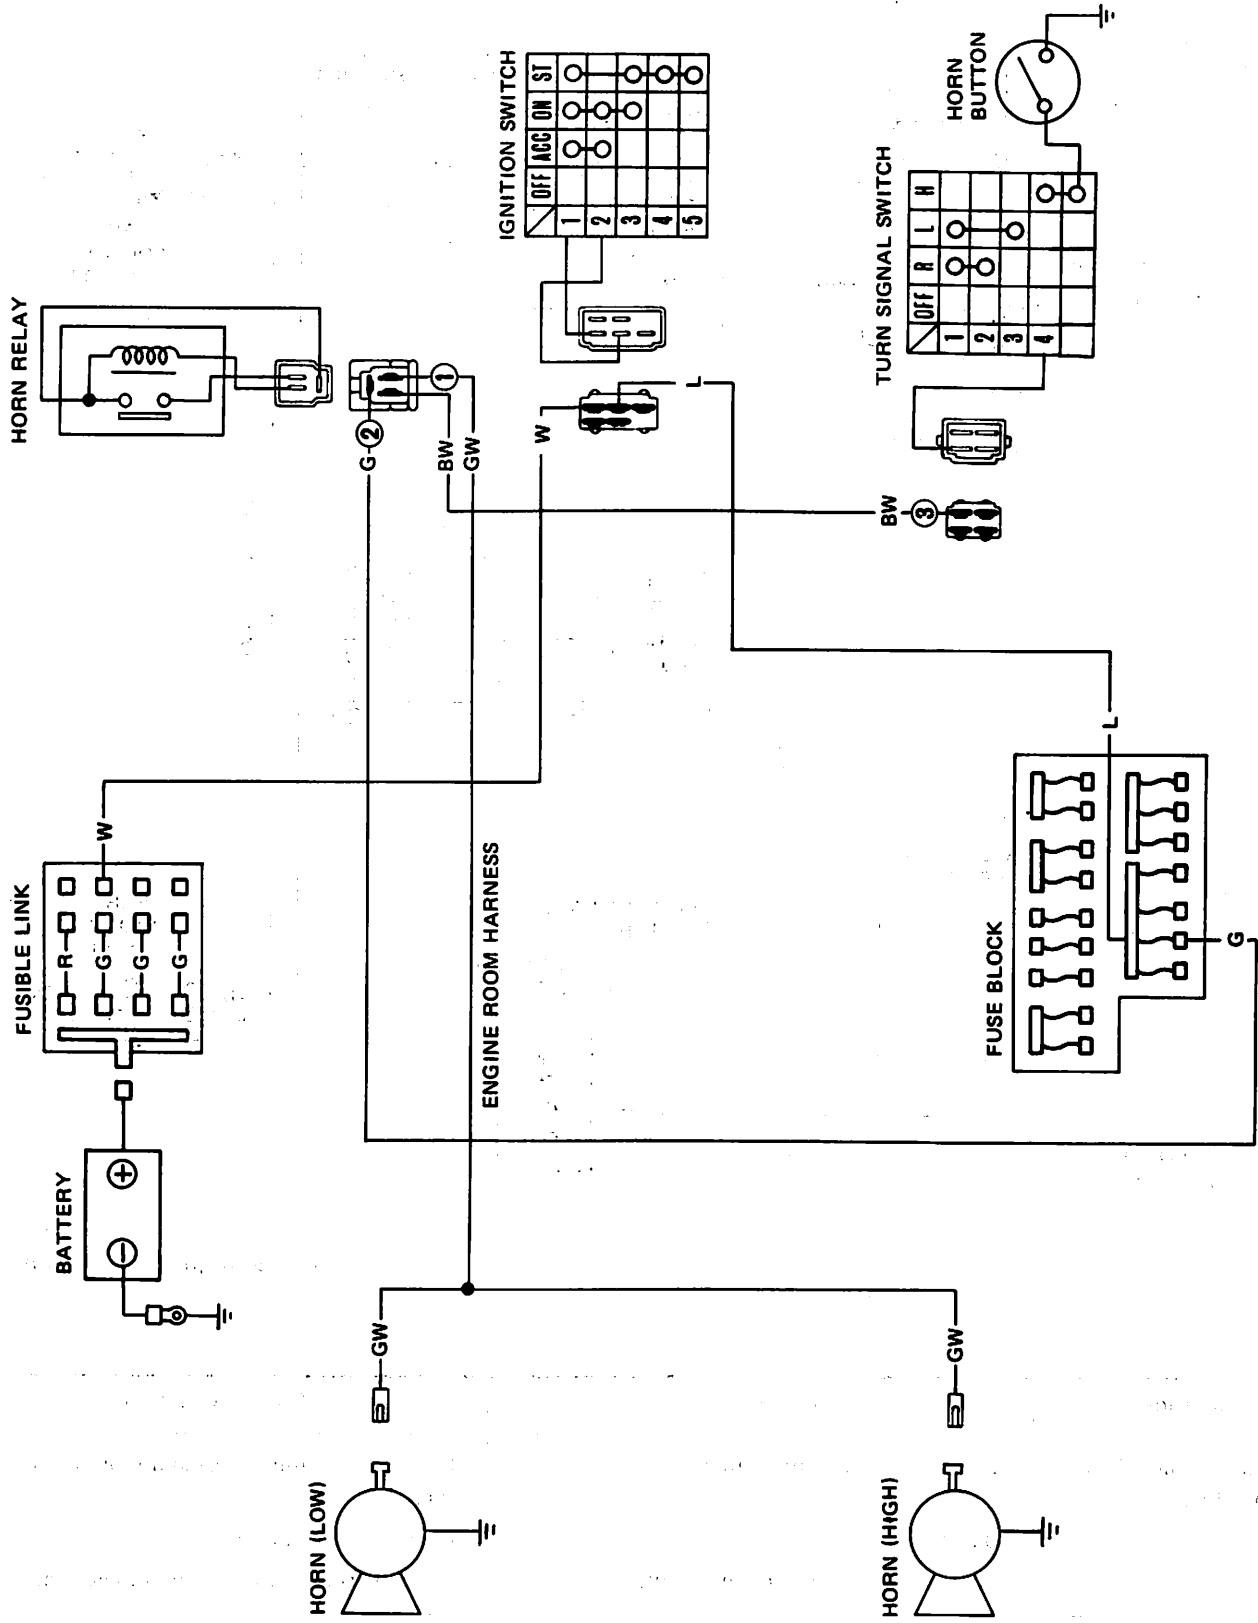 IGNITION SWITCH
OFF ACC ON ST
1
2
3
4
5
HORN BUTTON
TURN SIGNAL SWITCH
OFF R L H
1
2
3
4
HORN RELAY
1
2
G
BW
GW
W
L
BW
3
FUSIBLE LINK
W
R
G
G
G
ENGINE ROOM HARNESS
L
FUSE BLOCK
G
BATTERY
+
−
GW
GW
HORN (LOW)
HORN (HIGH)